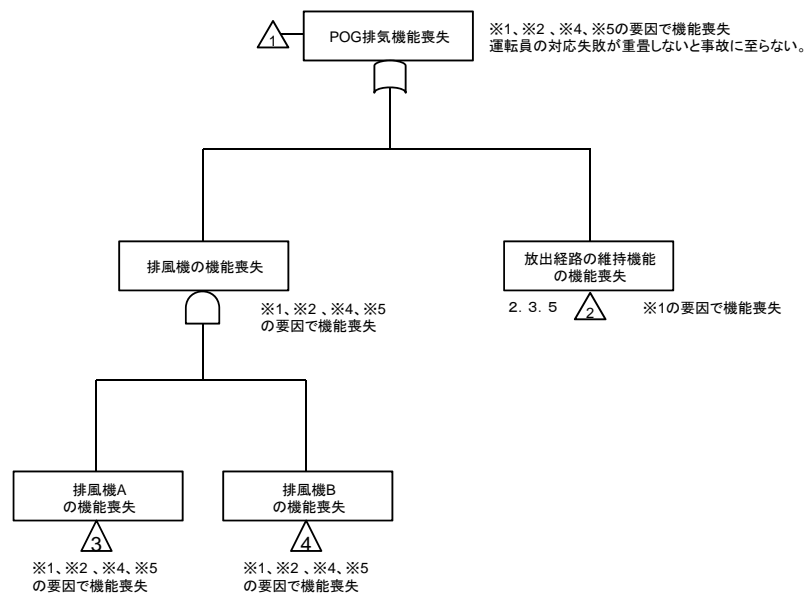 1
POG排気機能喪失
※1、※2 、※4、※5の要因で機能喪失
運転員の対応失敗が重畳しないと事故に至らない。
排風機の機能喪失
※1、※2 、※4、※5
の要因で機能喪失
放出経路の維持機能
の機能喪失
2.3.5
2
※1の要因で機能喪失
排風機A
の機能喪失
3
※1、※2 、※4、※5
の要因で機能喪失
排風機B
の機能喪失
4
※1、※2 、※4、※5
の要因で機能喪失